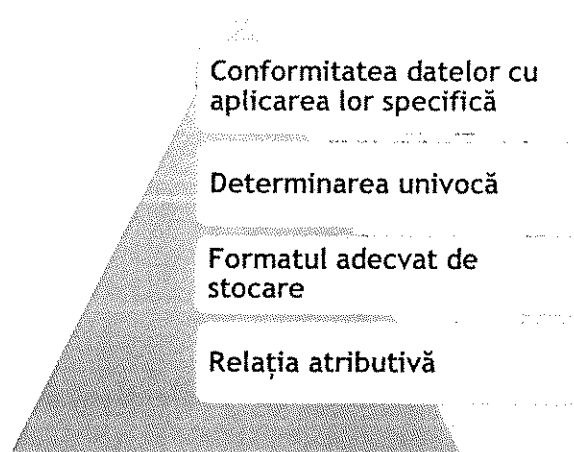 Conformitatea datelor cu
aplicarea lor specifică
Determinarea univocă
Formatul adecvat de
stocare
Relația atributivă